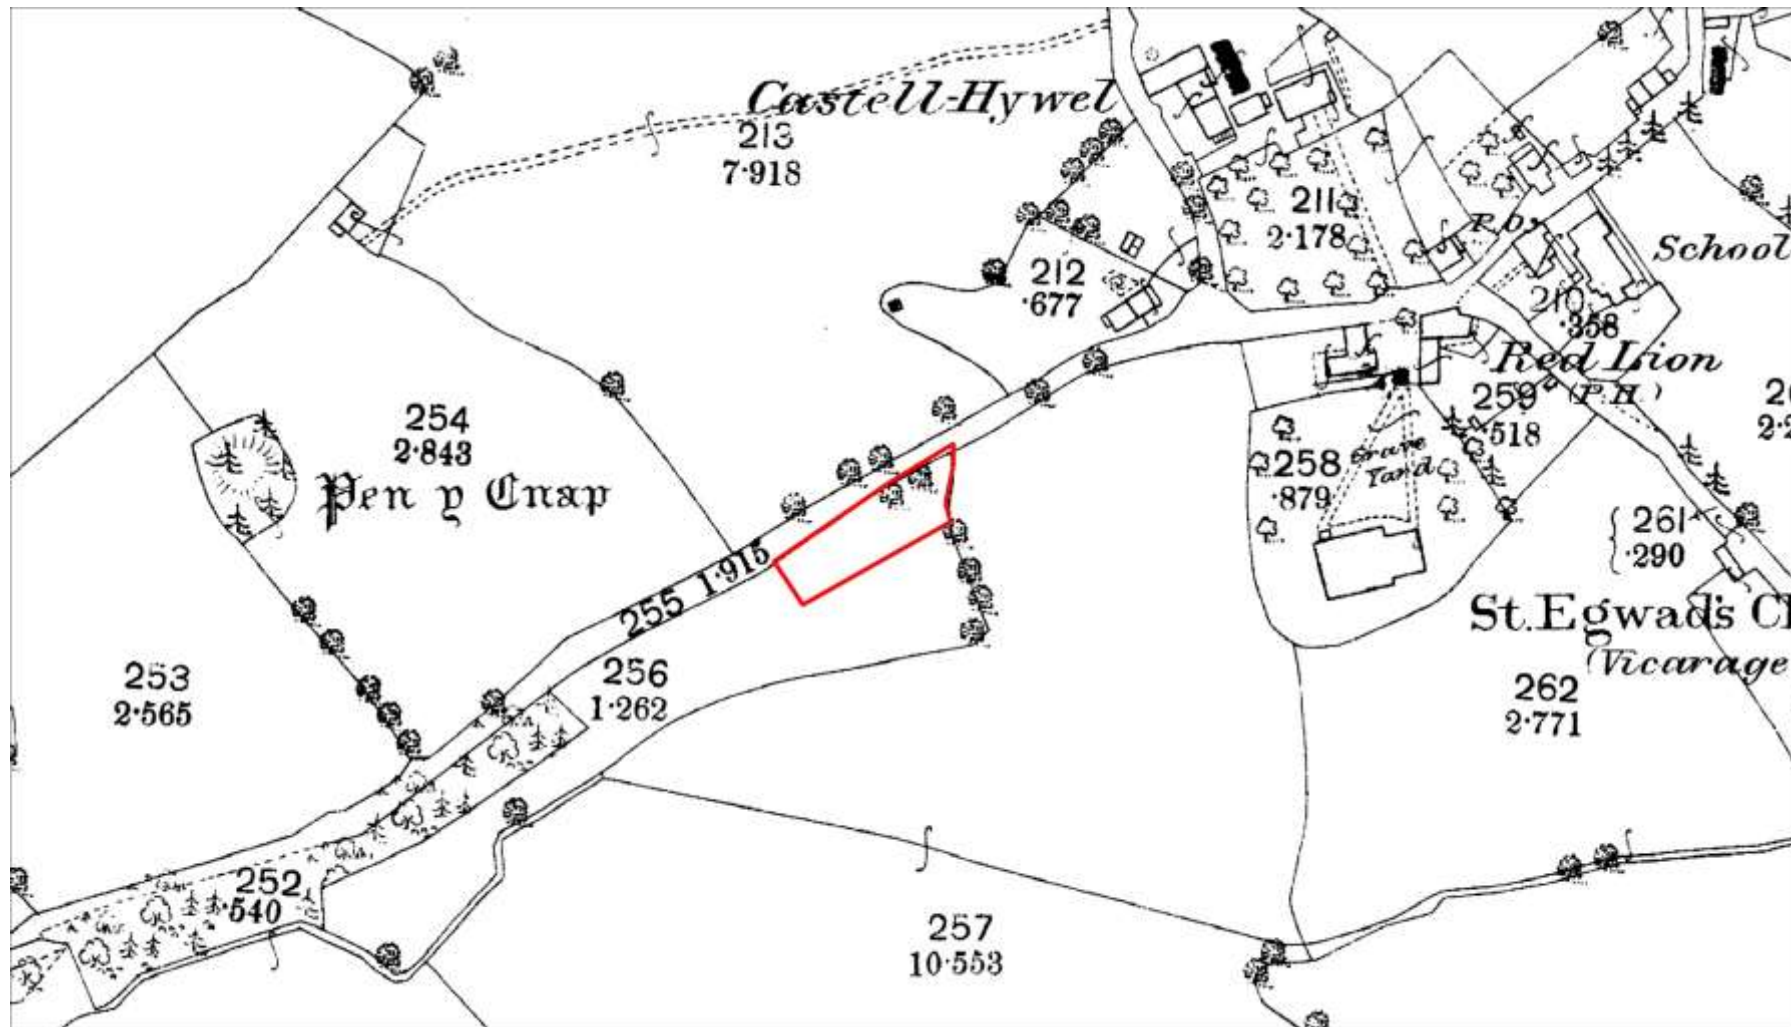 Castell-Hywel
213
7·918
211
2·178
P.O.
School
212
·677
210
·358
Red Lion
(P.H.)
259
·518
254
2·843
Pen y Cnap
258
·879
Grave
Yard
261
·290
255 1·915
St. Egwad's
(Vicarage
253
2·565
256
1·262
262
2·771
252
·540
257
10·553